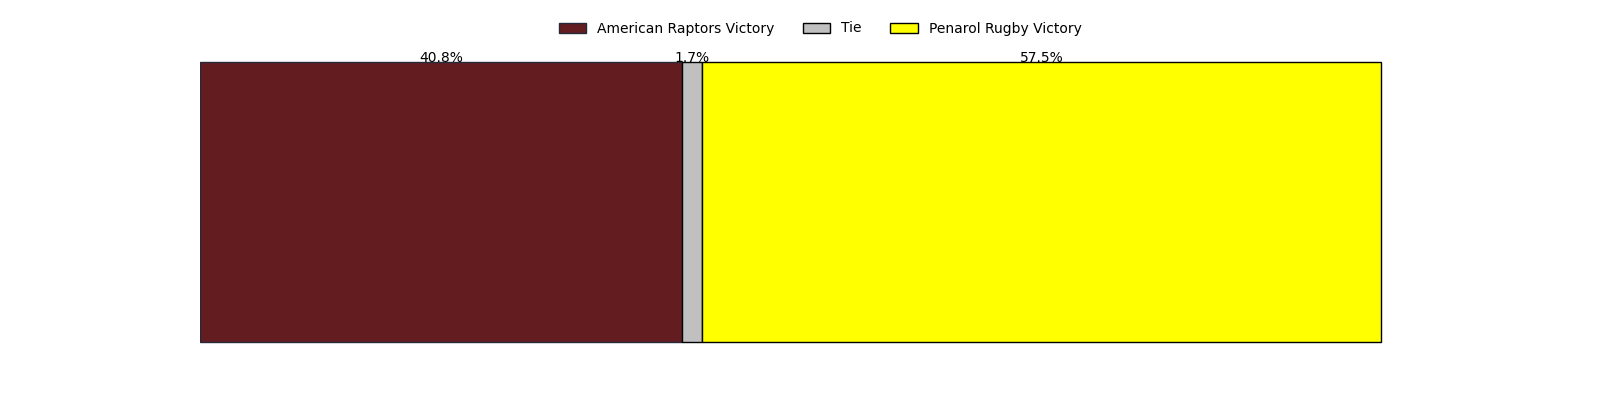 American Raptors Victory Tie Penarol Rugby Victory
40.8% 1.7% 57.5%